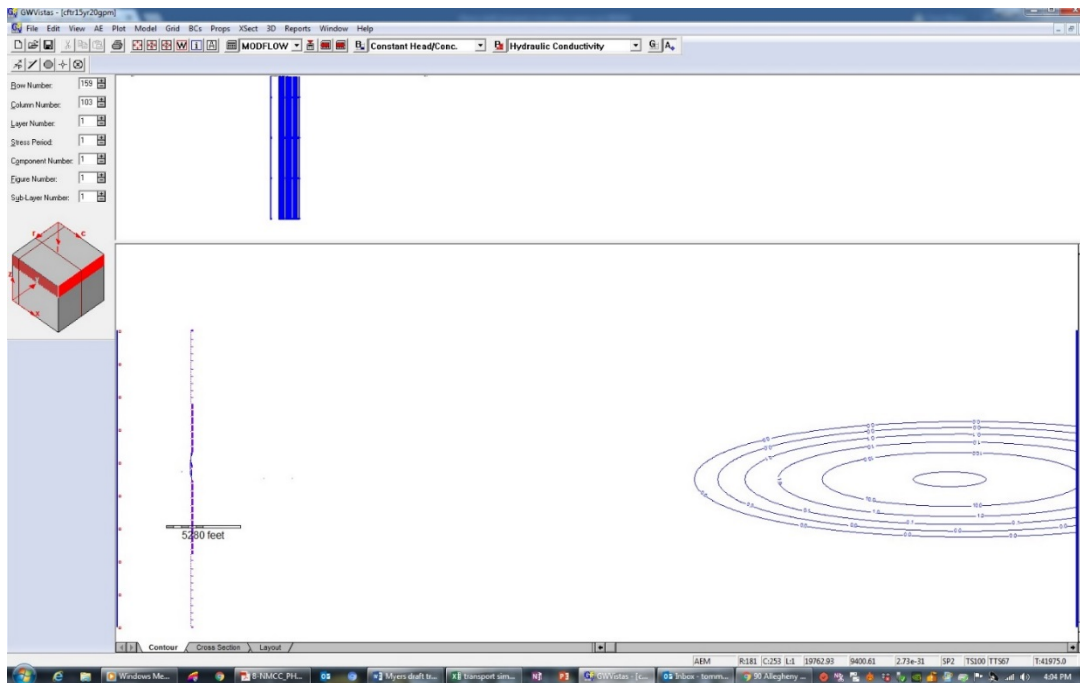 GWVistas - [cftr15yr20gpm]
File Edit View AE Plot Model Grid BCs Props XSect 3D Reports Window Help
MODFLOW Constant Head/Conc. Hydraulic Conductivity
Row Number: 159
Column Number: 103
Layer Number: 1
Stress Period: 1
Component Number: 1
Figure Number: 1
Sub-Layer Number: 1
r c
l
z y
x
5280 feet
Contour Cross Section Layout
AEM R:181 C:253 L:1 19762.93 9400.61 2.73e-31 SP2 TS100 TTS67 T:41975.0
Windows Me... 8-NMCC_PH... Myers draft tr... transport sim... GWVistas - [c... Inbox - tomm... 90 Allegheny ... 4:04 PM